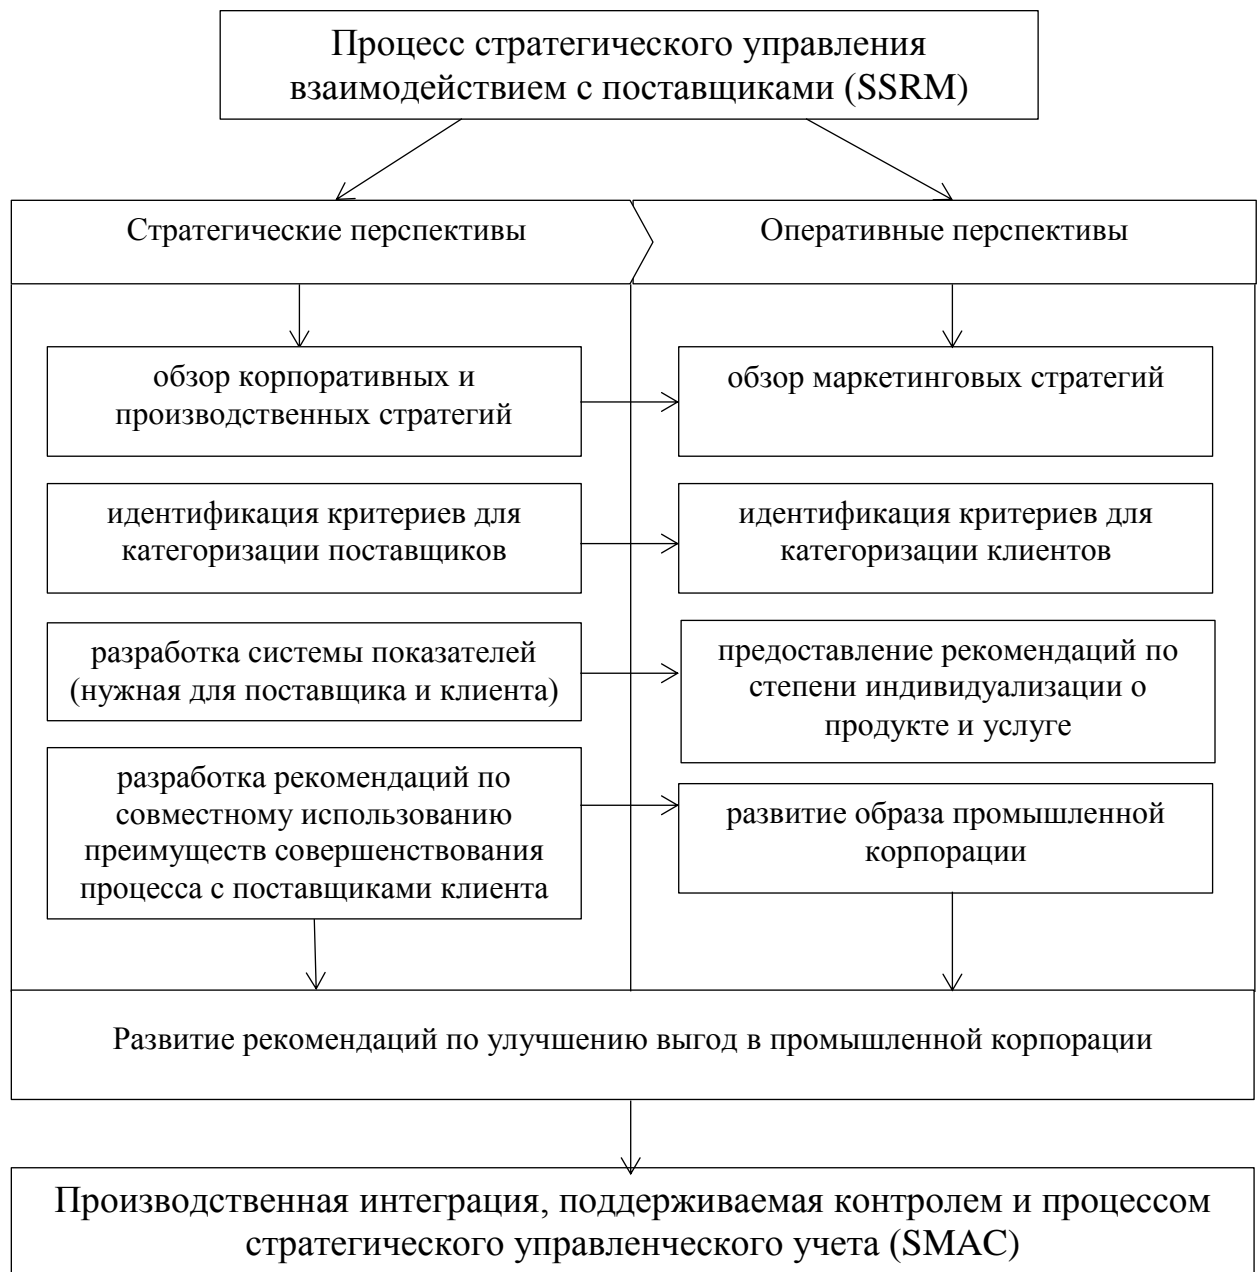 Процесс стратегического управления
взаимодействием с поставщиками (SSRM)
Стратегические перспективы
Оперативные перспективы
обзор корпоративных и
производственных стратегий
обзор маркетинговых стратегий
идентификация критериев для
категоризации поставщиков
идентификация критериев для
категоризации клиентов
разработка системы показателей
(нужная для поставщика и клиента)
предоставление рекомендаций по
степени индивидуализации о
продукте и услуге
разработка рекомендаций по
совместному использованию
преимуществ совершенствования
процесса с поставщиками клиента
развитие образа промышленной
корпорации
Развитие рекомендаций по улучшению выгод в промышленной корпорации
Производственная интеграция, поддерживаемая контролем и процессом
стратегического управленческого учета (SMAC)